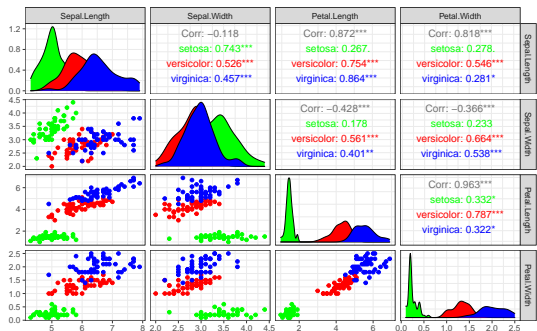 Sepal.Length Sepal.Width Petal.Length Petal.Width
1.2
0.8
0.4
0.0
Corr: −0.118
setosa: 0.743***
versicolor: 0.526***
virginica: 0.457***
Corr: 0.872***
setosa: 0.267.
versicolor: 0.754***
virginica: 0.864***
Corr: 0.818***
setosa: 0.278.
versicolor: 0.546***
virginica: 0.281*
Sepal.Length
4.5
4.0
3.5
3.0
2.5
2.0
Corr: −0.428***
setosa: 0.178
versicolor: 0.561***
virginica: 0.401**
Corr: −0.366***
setosa: 0.233
versicolor: 0.664***
virginica: 0.538***
Sepal.Width
6
4
2
Corr: 0.963***
setosa: 0.332*
versicolor: 0.787***
virginica: 0.322*
Petal.Length
2.5
2.0
1.5
1.0
0.5
0.0
Petal.Width
5 6 7 8 2.0 2.5 3.0 3.5 4.0 4.5 2 4 6 0.0 0.5 1.0 1.5 2.0 2.5